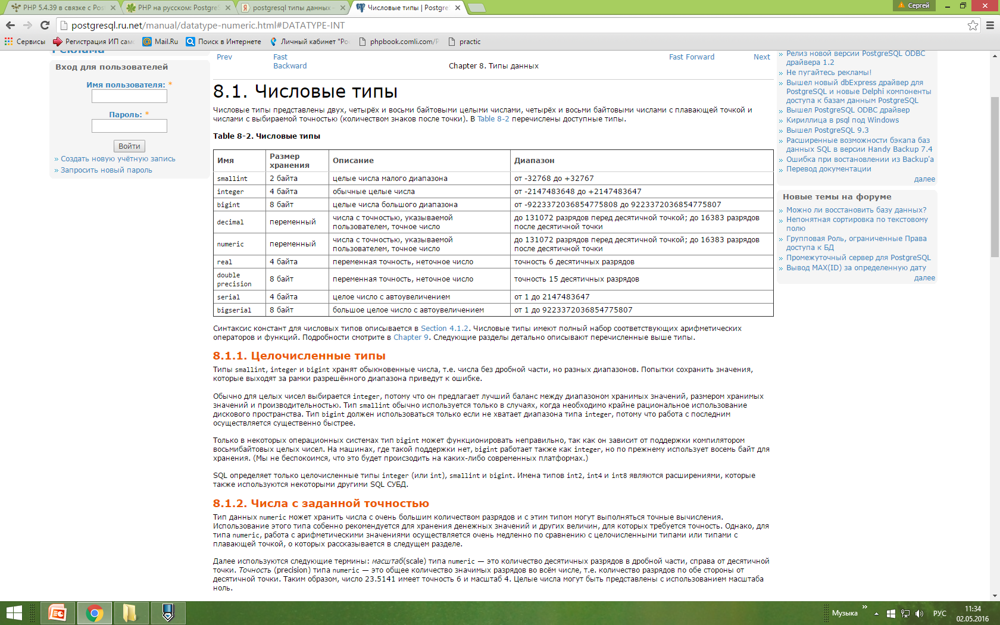 PHP 5.4.39 в связке с Pos
PHP на русском: PostgreS
postgresql типы данных -
Числовые типы | Postgre
Сергей
postgresql.ru.net/manual/datatype-numeric.html#DATATYPE-INT
Сервисы
Регистрация ИП сам
Mail.Ru
Поиск в Интернете
Личный кабинет "Ро
phpbook.comli.com/P
practic
Реклама
Вход для пользователей
Имя пользователя: *
Пароль: *
Войти
» Создать новую учётную запись
» Запросить новый пароль
Prev
Fast
Backward
Chapter 8. Типы данных
Fast Forward
Next
8.1. Числовые типы
Числовые типы представлены двух, четырёх и восьми байтовыми целыми числами, четырёх и восьми байтовыми числами с плавающей точкой и
числами с выбираемой точностью (количеством знаков после точки). В Table 8-2 перечислены доступные типы.
Table 8-2. Числовые типы
Имя Размер хранения Описание Диапазон
smallint 2 байта целые числа малого диапазона от -32768 до +32767
integer 4 байта обычные целые числа от -2147483648 до +2147483647
bigint 8 байт целые числа большого диапазона от -9223372036854775808 до 9223372036854775807
decimal переменный числа с точностью, указываемой пользователем, точное число до 131072 разрядов перед десятичной точкой; до 16383 разрядов после десятичной точки
numeric переменный числа с точностью, указываемой пользователем, точное число до 131072 разрядов перед десятичной точкой; до 16383 разрядов после десятичной точки
real 4 байта переменная точность, неточное число точность 6 десятичных разрядов
double precision 8 байт переменная точность, неточное число точность 15 десятичных разрядов
serial 4 байта целое число с автоувеличением от 1 до 2147483647
bigserial 8 байт большое целое число с автоувеличением от 1 до 9223372036854775807
Синтаксис констант для числовых типов описывается в Section 4.1.2. Числовые типы имеют полный набор соответствующих арифметических
операторов и функций. Подробности смотрите в Chapter 9. Следующие разделы детально описывают перечисленные выше типы.
8.1.1. Целочисленные типы
Типы smallint, integer и bigint хранят обыкновенные числа, т.е. числа без дробной части, но разных диапазонов. Попытки сохранить значения,
которые выходят за рамки разрешённого диапазона приведут к ошибке.
Обычно для целых чисел выбирается integer, потому что он предлагает лучший баланс между диапазоном хранимых значений, размером хранимых
значений и производительностью. Тип smallint обычно используется только в случаях, когда необходимо крайне рациональное использование
дискового пространства. Тип bigint должен использоваться только если не хватает диапазона типа integer, потому что работа с последним
осуществляется существенно быстрее.
Только в некоторых операционных системах тип bigint может функционировать неправильно, так как он зависит от поддержки компилятором
восьмибайтовых целых чисел. На машинах, где такой поддержки нет, bigint работает также как integer, но по прежнему использует восемь байт для
хранения. (Мы не беспокоимся, что это будет происзодить на каких-либо современных платформах.)
SQL определяет только целочисленные типы integer (или int), smallint и bigint. Имена типов int2, int4 и int8 являются расширениями, которые
также используются некоторыми другими SQL СУБД.
8.1.2. Числа с заданной точностью
Тип данных numeric может хранить числа с очень большим количеством разрядов и с этим типом могут выполняться точные вычисления.
Использование этого типа собенно рекомендуется для хранения денежных значений и других величин, для которых требуется точность. Однако, для
типа numeric, работа с арифметическими значениями осуществляется очень медленно по сравнению с целочисленными типами или типами с
плавающей точкой, о которых рассказывается в следущем разделе.
Далее используются следующие термины: масштаб(scale) типа numeric — это количество десятичных разрядов в дробной части, справа от десятичной
точки. Точность (precision) типа numeric — это общее количество значимых разрядов во всём числе, т.е. количество разрядов по обе стороны от
десятичной точки. Таким образом, число 23.5141 имеет точность 6 и масштаб 4. Целые числа могут быть представлены с использованием масштаба
ноль.
» Релиз новой версии PostgreSQL ODBC
драйвера 1.2
» Не пугайтесь рекламы!
» Вышел новый dbExpress драйвер для
PostgreSQL и новые Delphi компоненты
доступа к базам данным PostgreSQL
» Вышел PostgreSQL ODBC драйвер
» Кириллица в psql под Windows
» Вышел PostgreSQL 9.3
» Расширенные возможности бэкапа баз
данных SQL в версии Handy Backup 7.4
» Ошибка при востановлении из Backup'a
» Перевод документации
далее
Новые темы на форуме
» Можно ли восстановить базу данных?
» Непонятная сортировка по текстовому
полю
» Групповая Роль, ограниченные Права
доступа к БД
» Промежуточный сервер для PostgreSQL
» Вывод MAX(ID) за определенную дату
далее
Музыка
РУС
11:34
02.05.2016